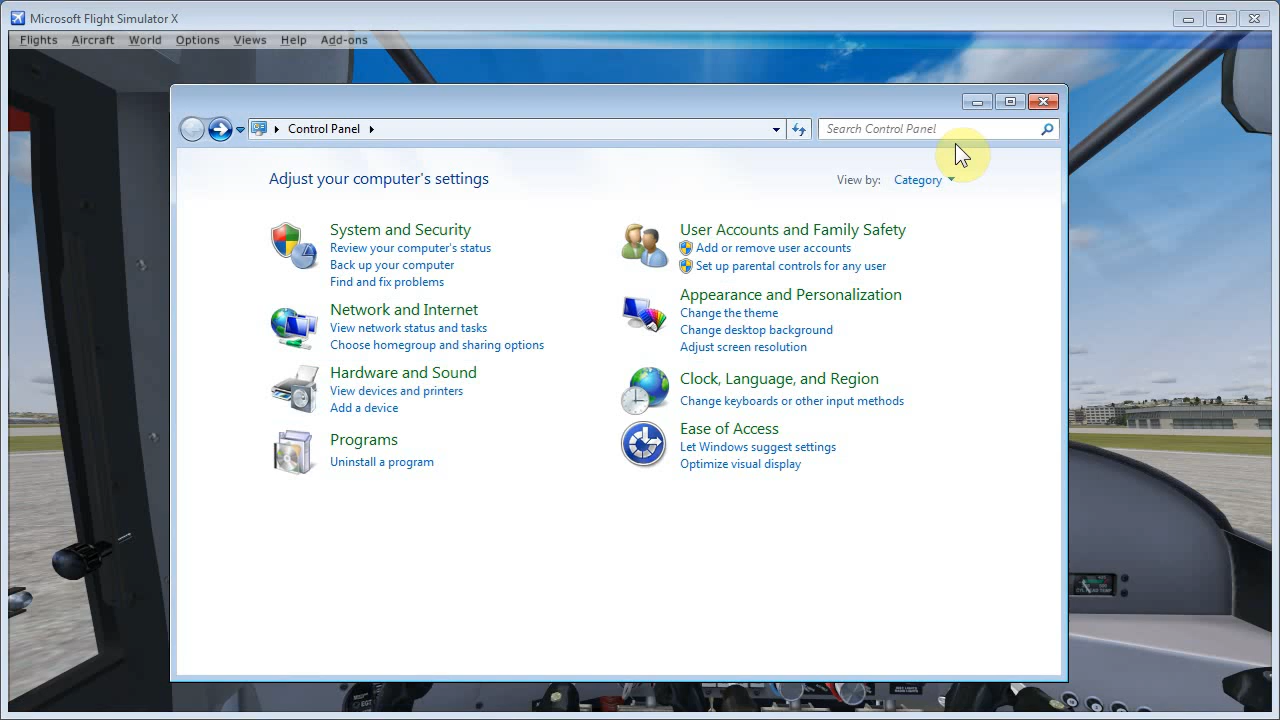 Microsoft Flight Simulator X
Flights Aircraft World Options Views Help Add-ons
Control Panel
Search Control Panel
Adjust your computer's settings
View by: Category
System and Security
Review your computer's status
Back up your computer
Find and fix problems
Network and Internet
View network status and tasks
Choose homegroup and sharing options
Hardware and Sound
View devices and printers
Add a device
Programs
Uninstall a program
User Accounts and Family Safety
Add or remove user accounts
Set up parental controls for any user
Appearance and Personalization
Change the theme
Change desktop background
Adjust screen resolution
Clock, Language, and Region
Change keyboards or other input methods
Ease of Access
Let Windows suggest settings
Optimize visual display
CYL HEAD TEMP
EGT